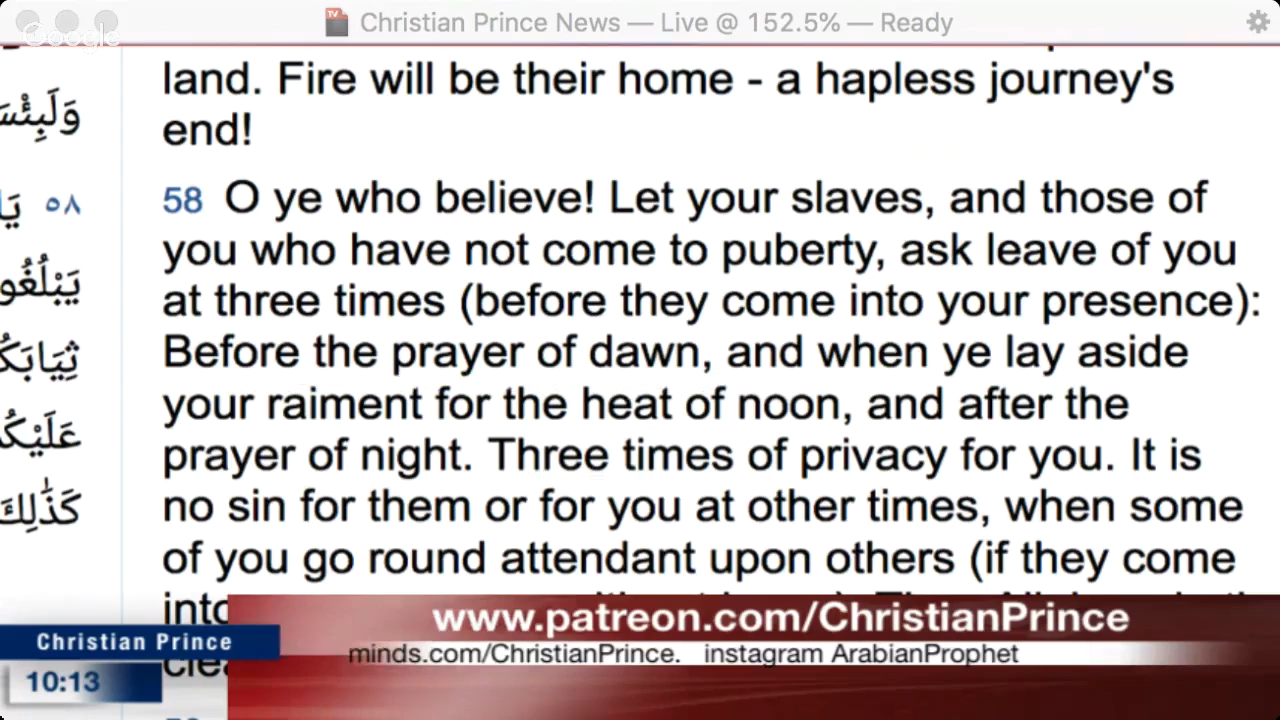 Christian Prince News — Live @ 152.5% — Ready
Google
land. Fire will be their home - a hapless journey's
end!
58 O ye who believe! Let your slaves, and those of
you who have not come to puberty, ask leave of you
at three times (before they come into your presence):
Before the prayer of dawn, and when ye lay aside
your raiment for the heat of noon, and after the
prayer of night. Three times of privacy for you. It is
no sin for them or for you at other times, when some
of you go round attendant upon others (if they come
into
وَلَبِئْسَ
٥٨
كَذَٰلِكَ
www.patreon.com/ChristianPrince
Christian Prince
minds.com/ChristianPrince. instagram ArabianProphet
10:13